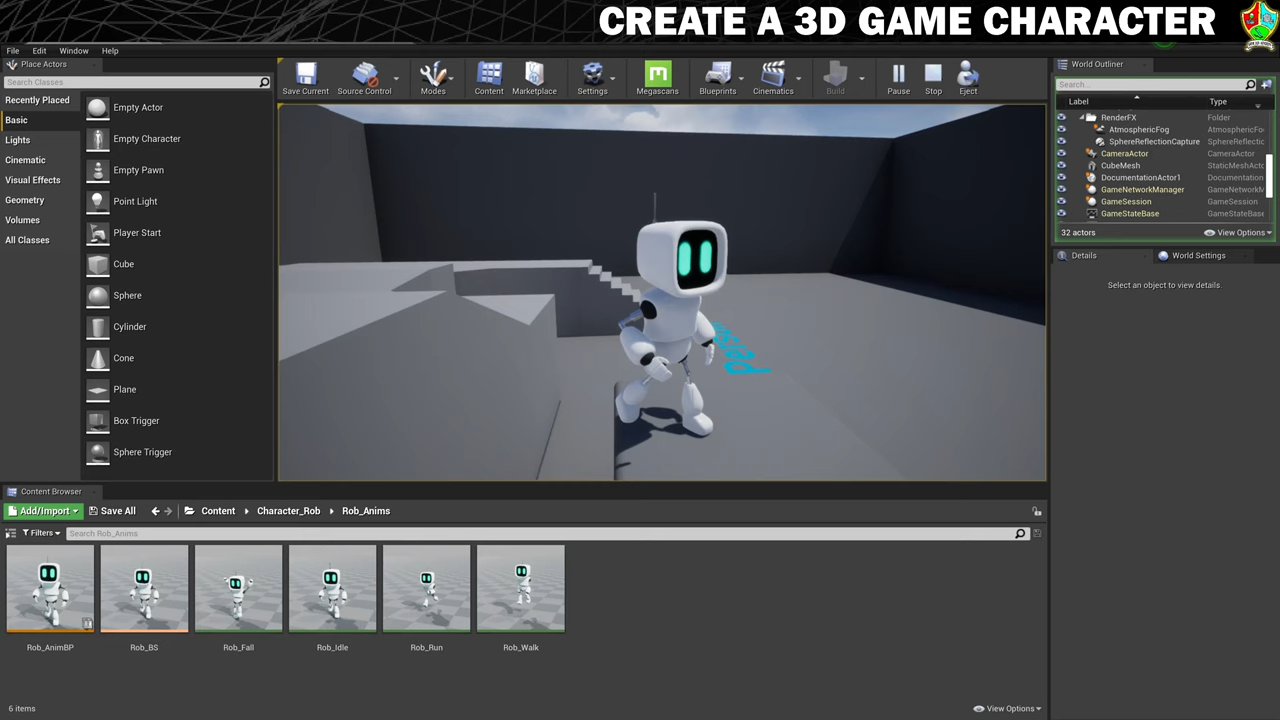 CREATE A 3D GAME CHARACTER
File Edit Window Help
Place Actors
Search Classes
Recently Placed
Basic
Lights
Cinematic
Visual Effects
Geometry
Volumes
All Classes
Empty Actor
Empty Character
Empty Pawn
Point Light
Player Start
Cube
Sphere
Cylinder
Cone
Plane
Box Trigger
Sphere Trigger
Save Current Source Control Modes Content Marketplace Settings Megascans Blueprints Cinematics Build Pause Stop Eject
World Outliner
Search...
Label Type
RenderFX Folder
AtmosphericFog AtmosphericFo
SphereReflectionCapture SphereReflectic
CameraActor CameraActor
CubeMesh StaticMeshActo
DocumentationActor1 Documentation
GameNetworkManager GameNetworkM
GameSession GameSession
GameStateBase GameStateBase
32 actors View Options
Details World Settings
Select an object to view details.
Content Browser
Add/Import Save All Content Character_Rob Rob_Anims
Filters Search Rob_Anims
Rob_AnimBP Rob_BS Rob_Fall Rob_Idle Rob_Run Rob_Walk
6 items View Options